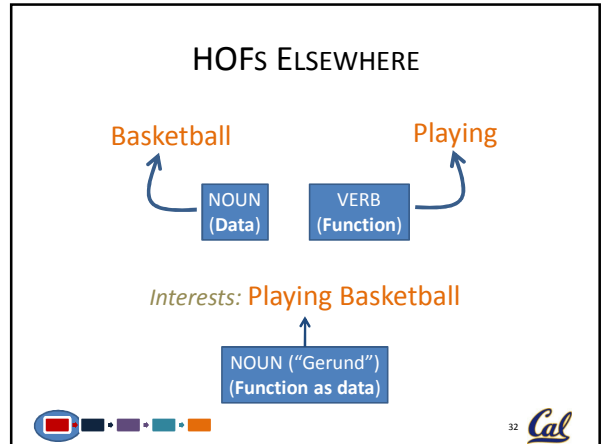 HOFS ELSEWHERE
Basketball
Playing
NOUN
(Data)
VERB
(Function)
Interests: Playing Basketball
NOUN (“Gerund”)
(Function as data)
32
Cal